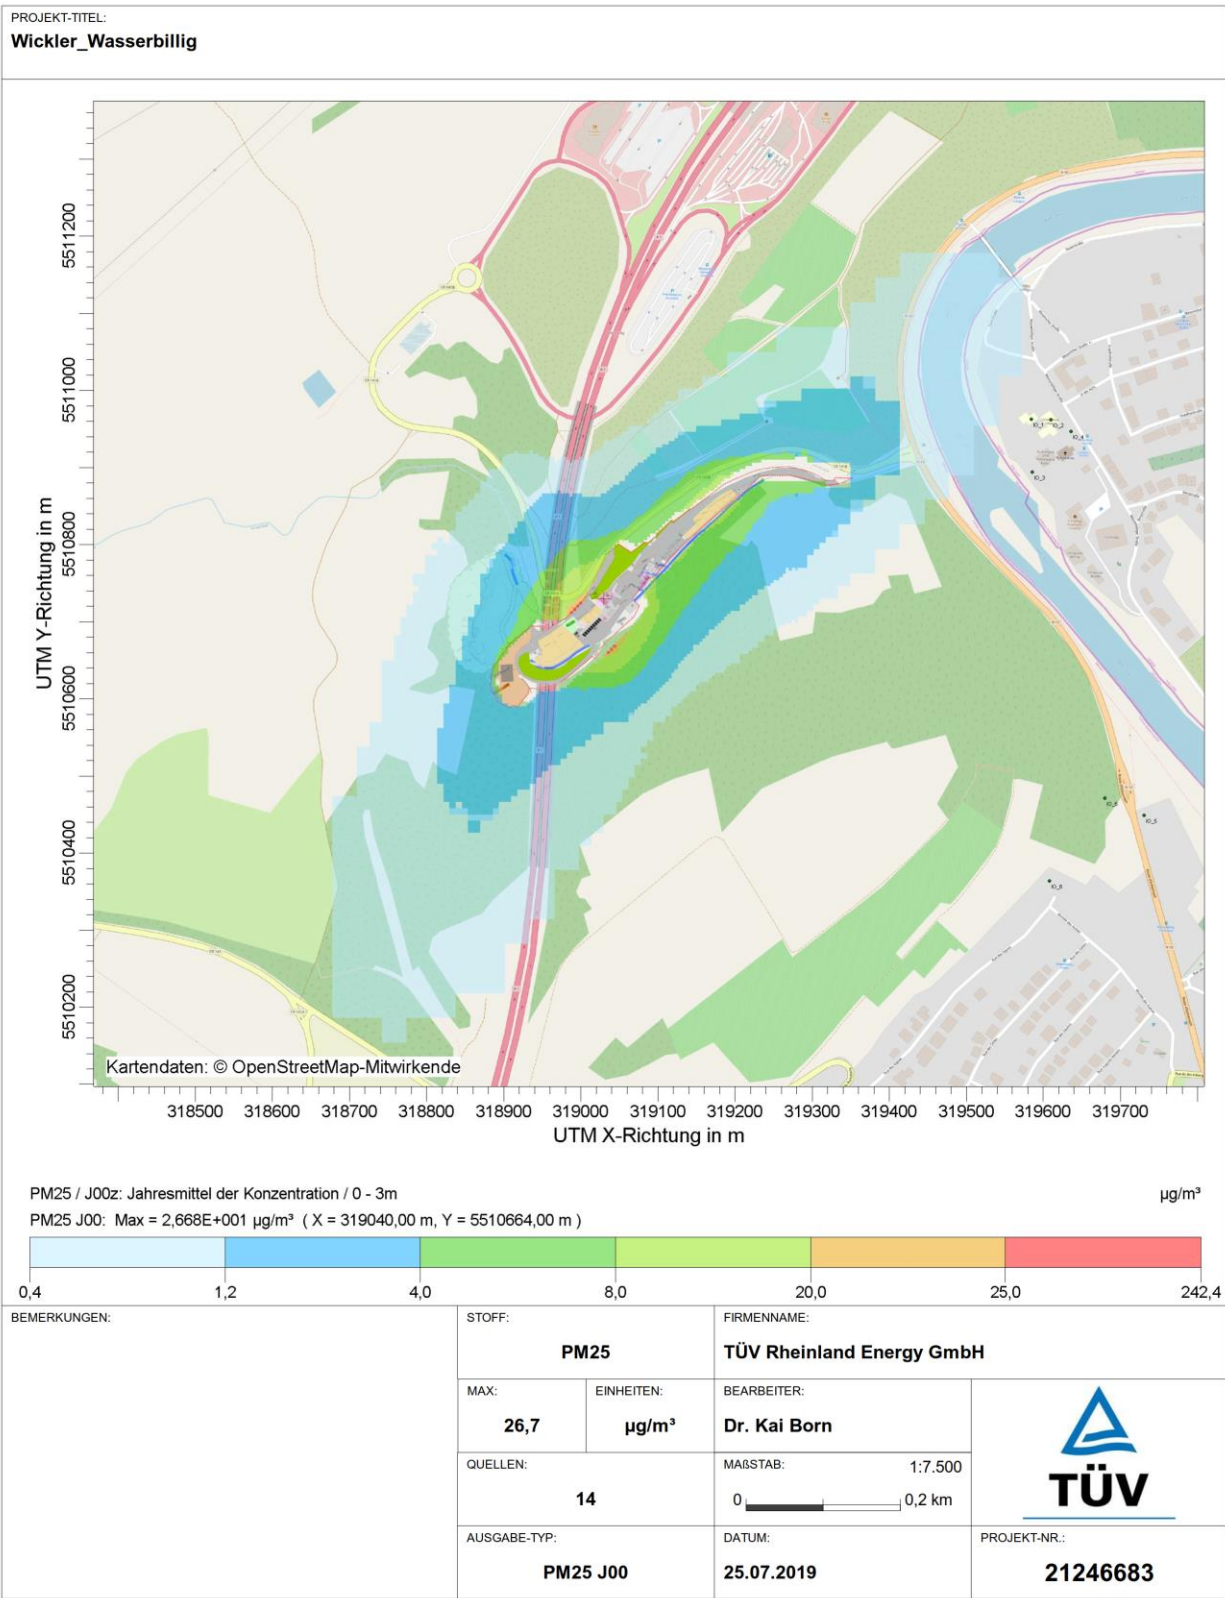 PROJEKT-TITEL:
Wickler_Wasserbillig
UTM Y-Richtung in m
5511200
5511000
5510800
5510600
5510400
5510200
IO_1
IO_2
IO_4
IO_3
IO_5
Kartendaten: © OpenStreetMap-Mitwirkende
318500 318600 318700 318800 318900 319000 319100 319200 319300 319400 319500 319600 319700
UTM X-Richtung in m
PM25 / J00z: Jahresmittel der Konzentration / 0 - 3m µg/m³
PM25 J00: Max = 2,668E+001 µg/m³ ( X = 319040,00 m, Y = 5510664,00 m )
0,4 1,2 4,0 8,0 20,0 25,0 242,4
BEMERKUNGEN:
STOFF:
PM25
FIRMENNAME:
TÜV Rheinland Energy GmbH
MAX:
26,7
EINHEITEN:
µg/m³
BEARBEITER:
Dr. Kai Born
QUELLEN:
14
MAßSTAB: 1:7.500
0 0,2 km
TÜV
AUSGABE-TYP:
PM25 J00
DATUM:
25.07.2019
PROJEKT-NR.:
21246683